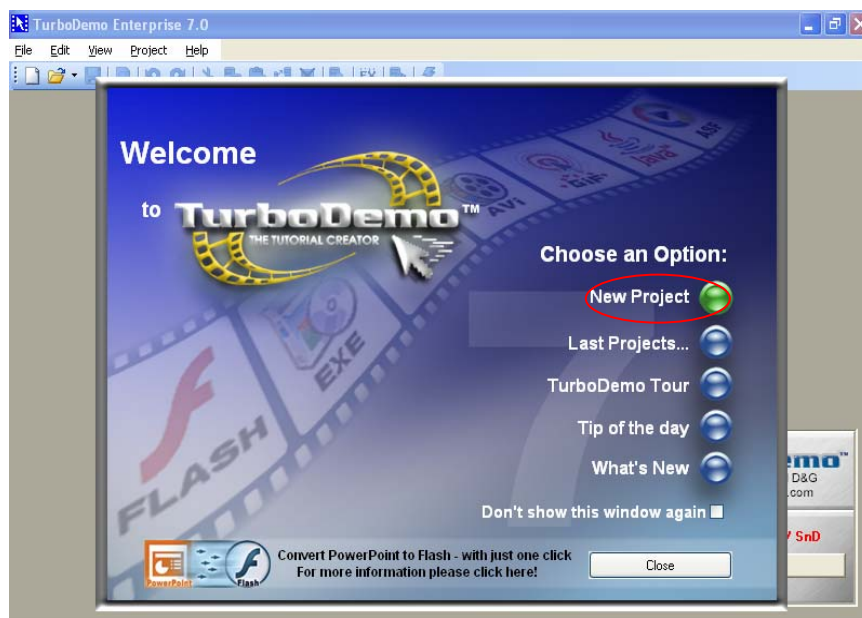 TurboDemo Enterprise 7.0
File Edit View Project Help
Welcome
to TurboDemo™
THE TUTORIAL CREATOR
AVI
GIF
Java
ASF
EXE
FLASH
7
Choose an Option:
New Project
Last Projects...
TurboDemo Tour
Tip of the day
What's New
Don't show this window again
Convert PowerPoint to Flash - with just one click
For more information please click here!
PowerPoint Flash
Close
emo™
D&G
.com
SnD